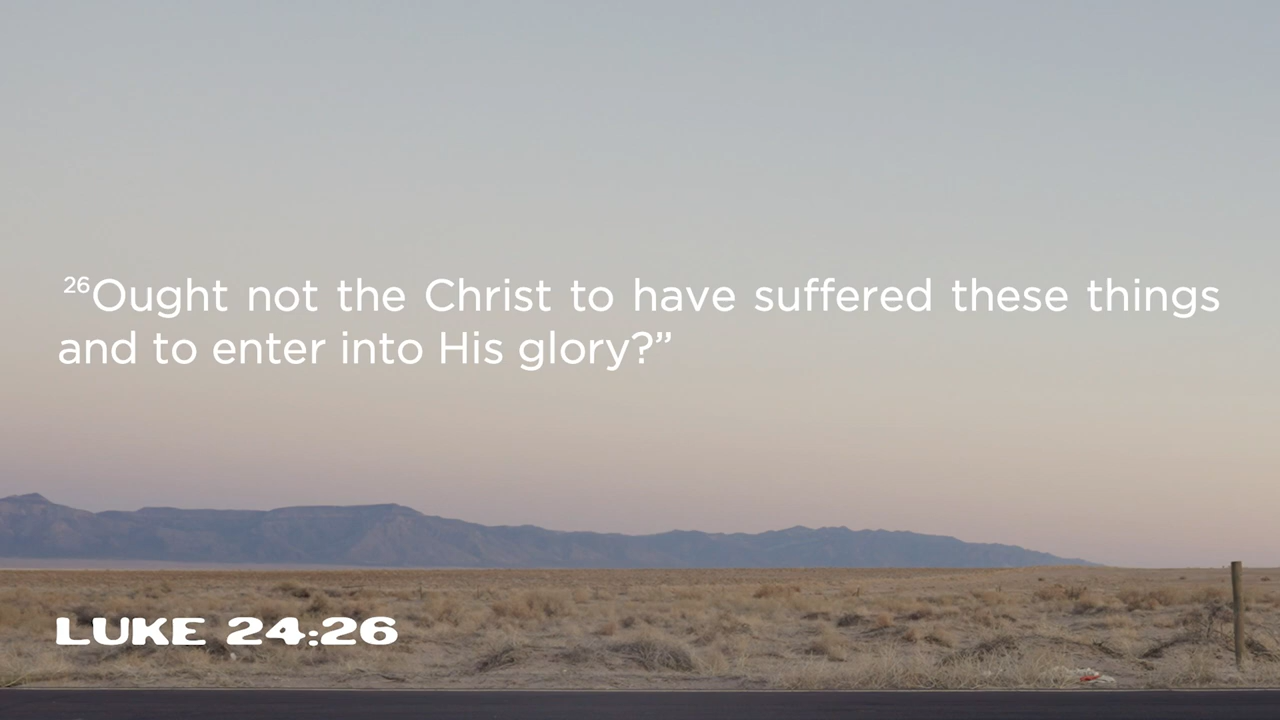 26Ought not the Christ to have suffered these things
and to enter into His glory?”
LUKE 24:26